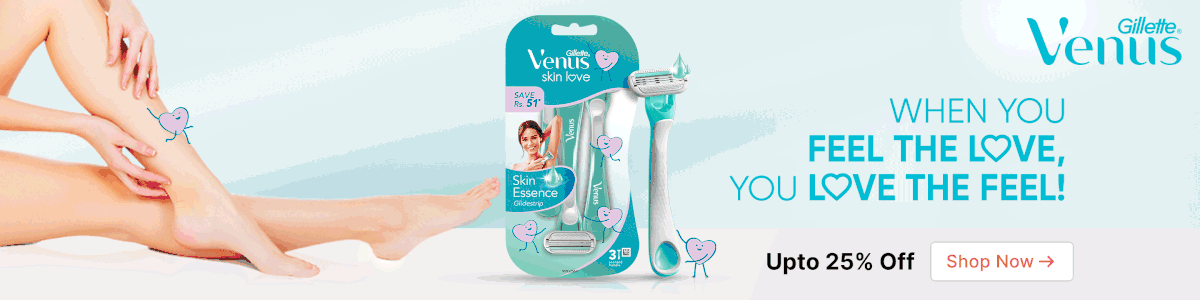 Gillette®
Venus
skin love
SAVE
Rs. 51*
Venus
Venus
Skin
Essence
Glidestrip
3
Gillette®
Venus
WHEN YOU
FEEL THE LOVE,
YOU LOVE THE FEEL!
Upto 25% Off
Shop Now →